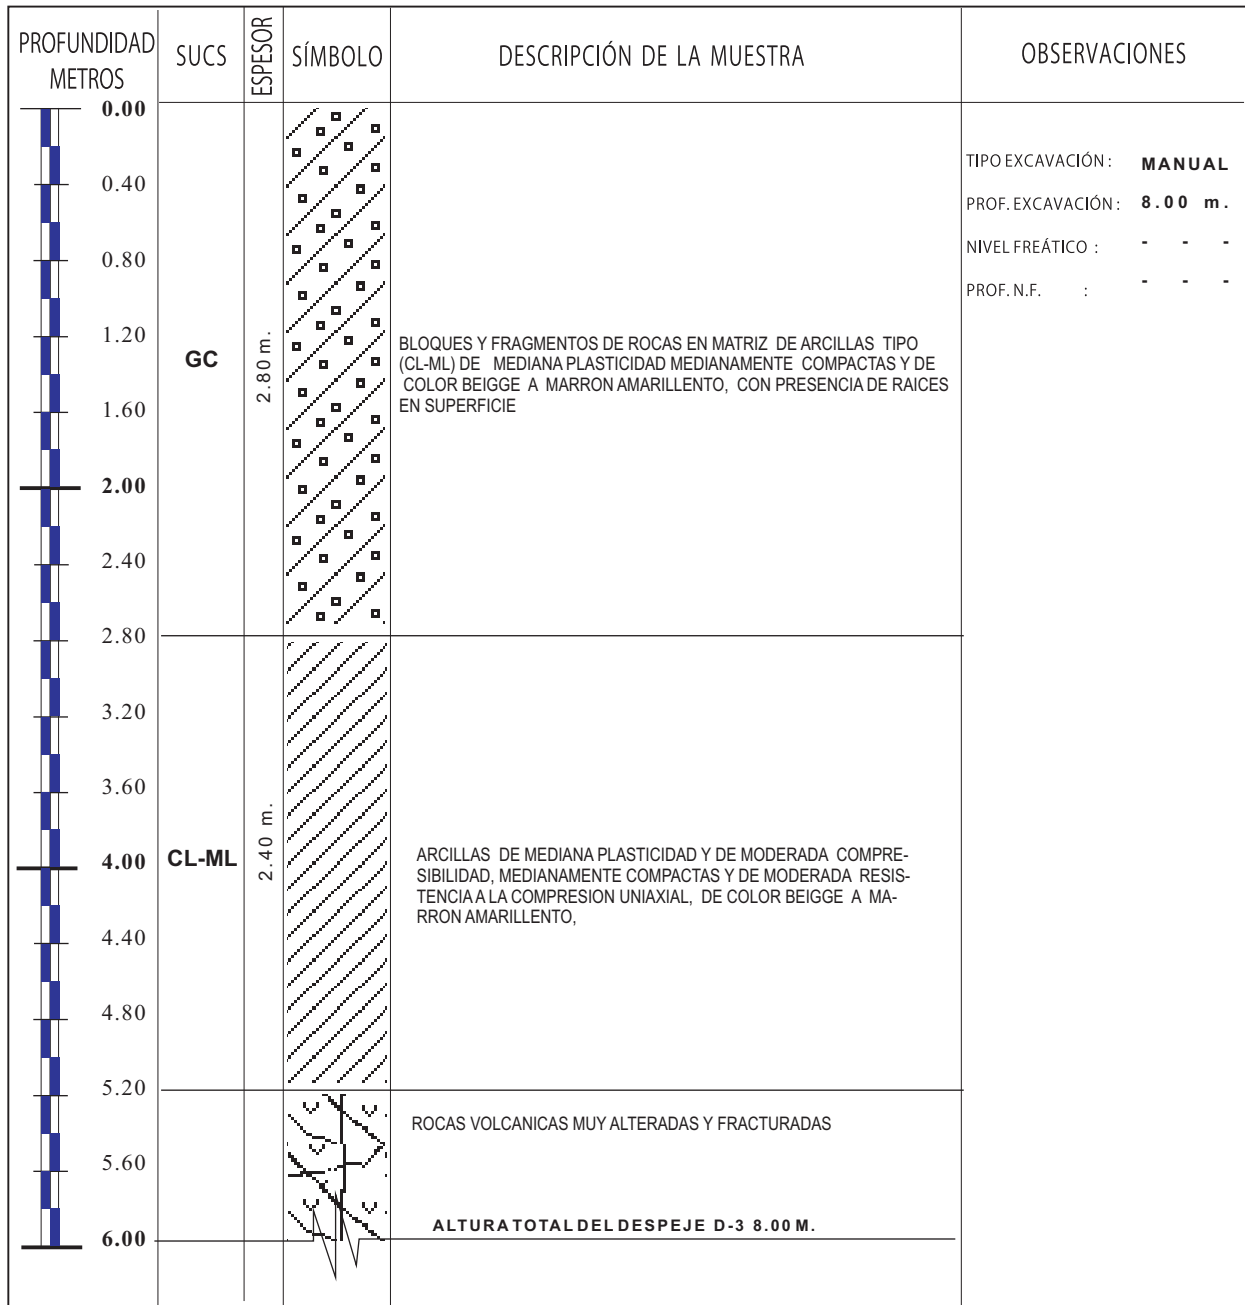 PROFUNDIDAD
METROS
SUCS
ESPESOR
SÍMBOLO
DESCRIPCIÓN DE LA MUESTRA
OBSERVACIONES
0.00
0.40
0.80
1.20
1.60
2.00
2.40
2.80
3.20
3.60
4.00
4.40
4.80
5.20
5.60
6.00
GC
2.80 m.
BLOQUES Y FRAGMENTOS DE ROCAS EN MATRIZ DE ARCILLAS TIPO
(CL-ML) DE MEDIANA PLASTICIDAD MEDIANAMENTE COMPACTAS Y DE
COLOR BEIGGE A MARRON AMARILLENTO, CON PRESENCIA DE RAICES
EN SUPERFICIE
TIPO EXCAVACIÓN : MANUAL
PROF. EXCAVACIÓN : 8.00 m.
NIVEL FREÁTICO : - - -
PROF. N.F. : - - -
CL-ML
2.40 m.
ARCILLAS DE MEDIANA PLASTICIDAD Y DE MODERADA COMPRE-
SIBILIDAD, MEDIANAMENTE COMPACTAS Y DE MODERADA RESIS-
TENCIA A LA COMPRESION UNIAXIAL, DE COLOR BEIGGE A MA-
RRON AMARILLENTO,
ROCAS VOLCANICAS MUY ALTERADAS Y FRACTURADAS
ALTURA TOTAL DEL DESPEJE D-3 8.00 M.